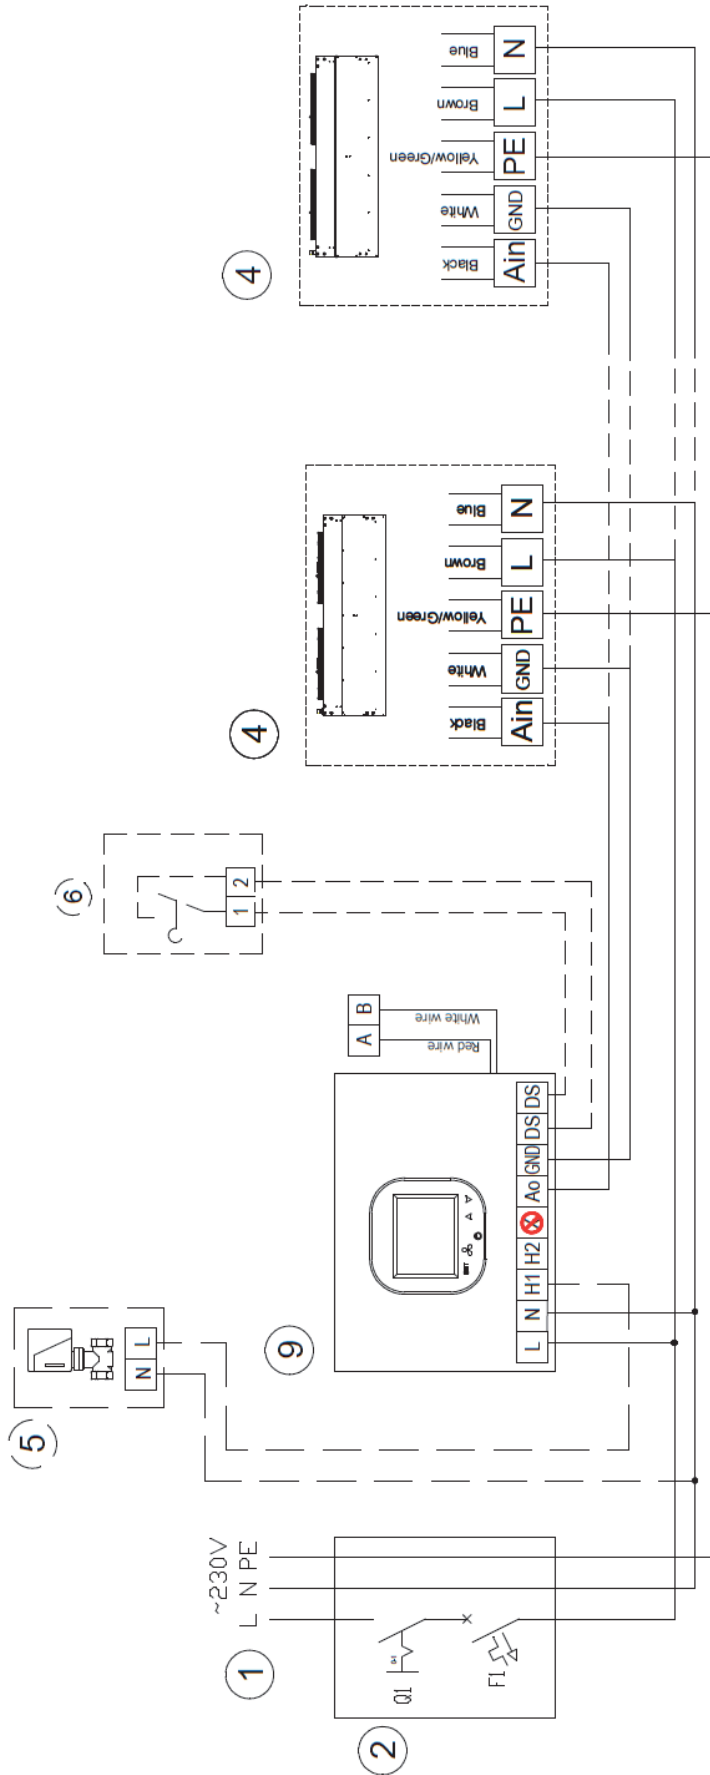 1
~230V
L N PE
2
Q1
F1
5
N L
9
L N H1 H2 X Ao GND DS DS
EXIT
A B
Red wire
White wire
6
1 2
4
Black
White
Yellow/Green
Brown
Blue
Ain GND PE L N
4
Black
White
Yellow/Green
Brown
Blue
Ain GND PE L N